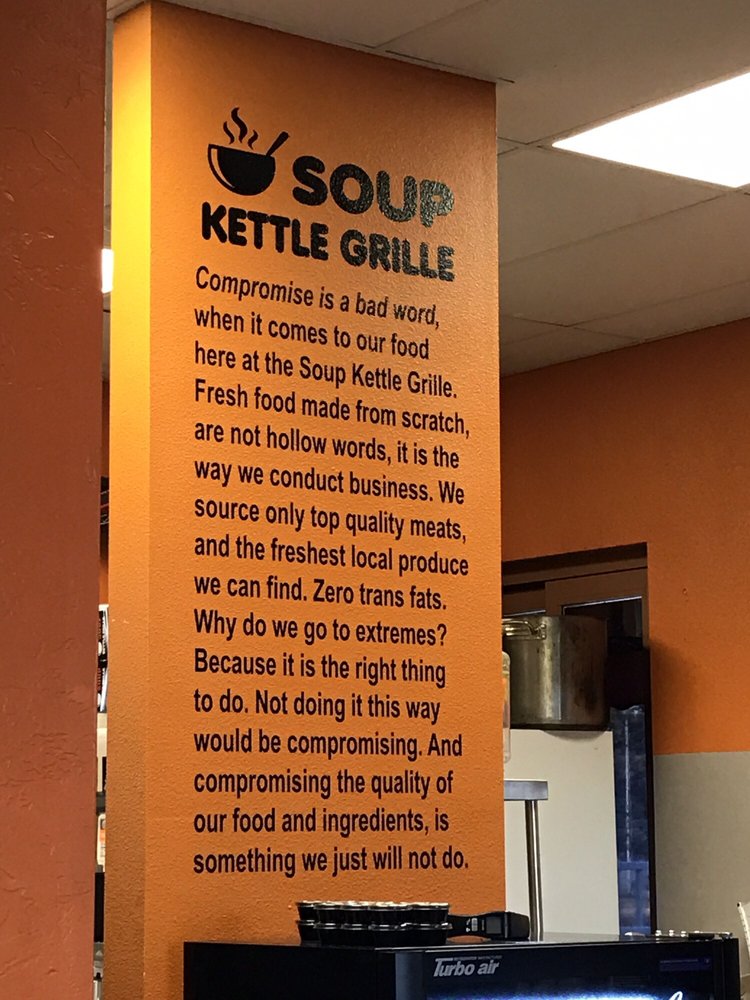 SOUP
KETTLE GRILLE
Compromise is a bad word,
when it comes to our food
here at the Soup Kettle Grille.
Fresh food made from scratch,
are not hollow words, it is the
way we conduct business. We
source only top quality meats,
and the freshest local produce
we can find. Zero trans fats.
Why do we go to extremes?
Because it is the right thing
to do. Not doing it this way
would be compromising. And
compromising the quality of
our food and ingredients, is
something we just will not do.
Turbo air